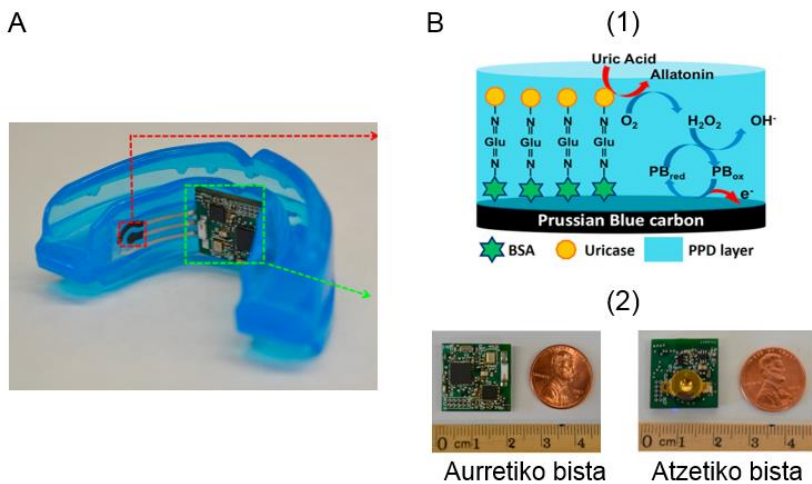 A
B
(1)
Uric Acid
Allatonin
O2
H2O2
OH-
N N N N
Glu Glu Glu Glu
N N N N
PBred
PBox
e-
Prussian Blue carbon
BSA
Uricase
PPD layer
(2)
0 cm 1 2 3 4
0 cm 1 2 3 4
Aurretiko bista
Atzetiko bista